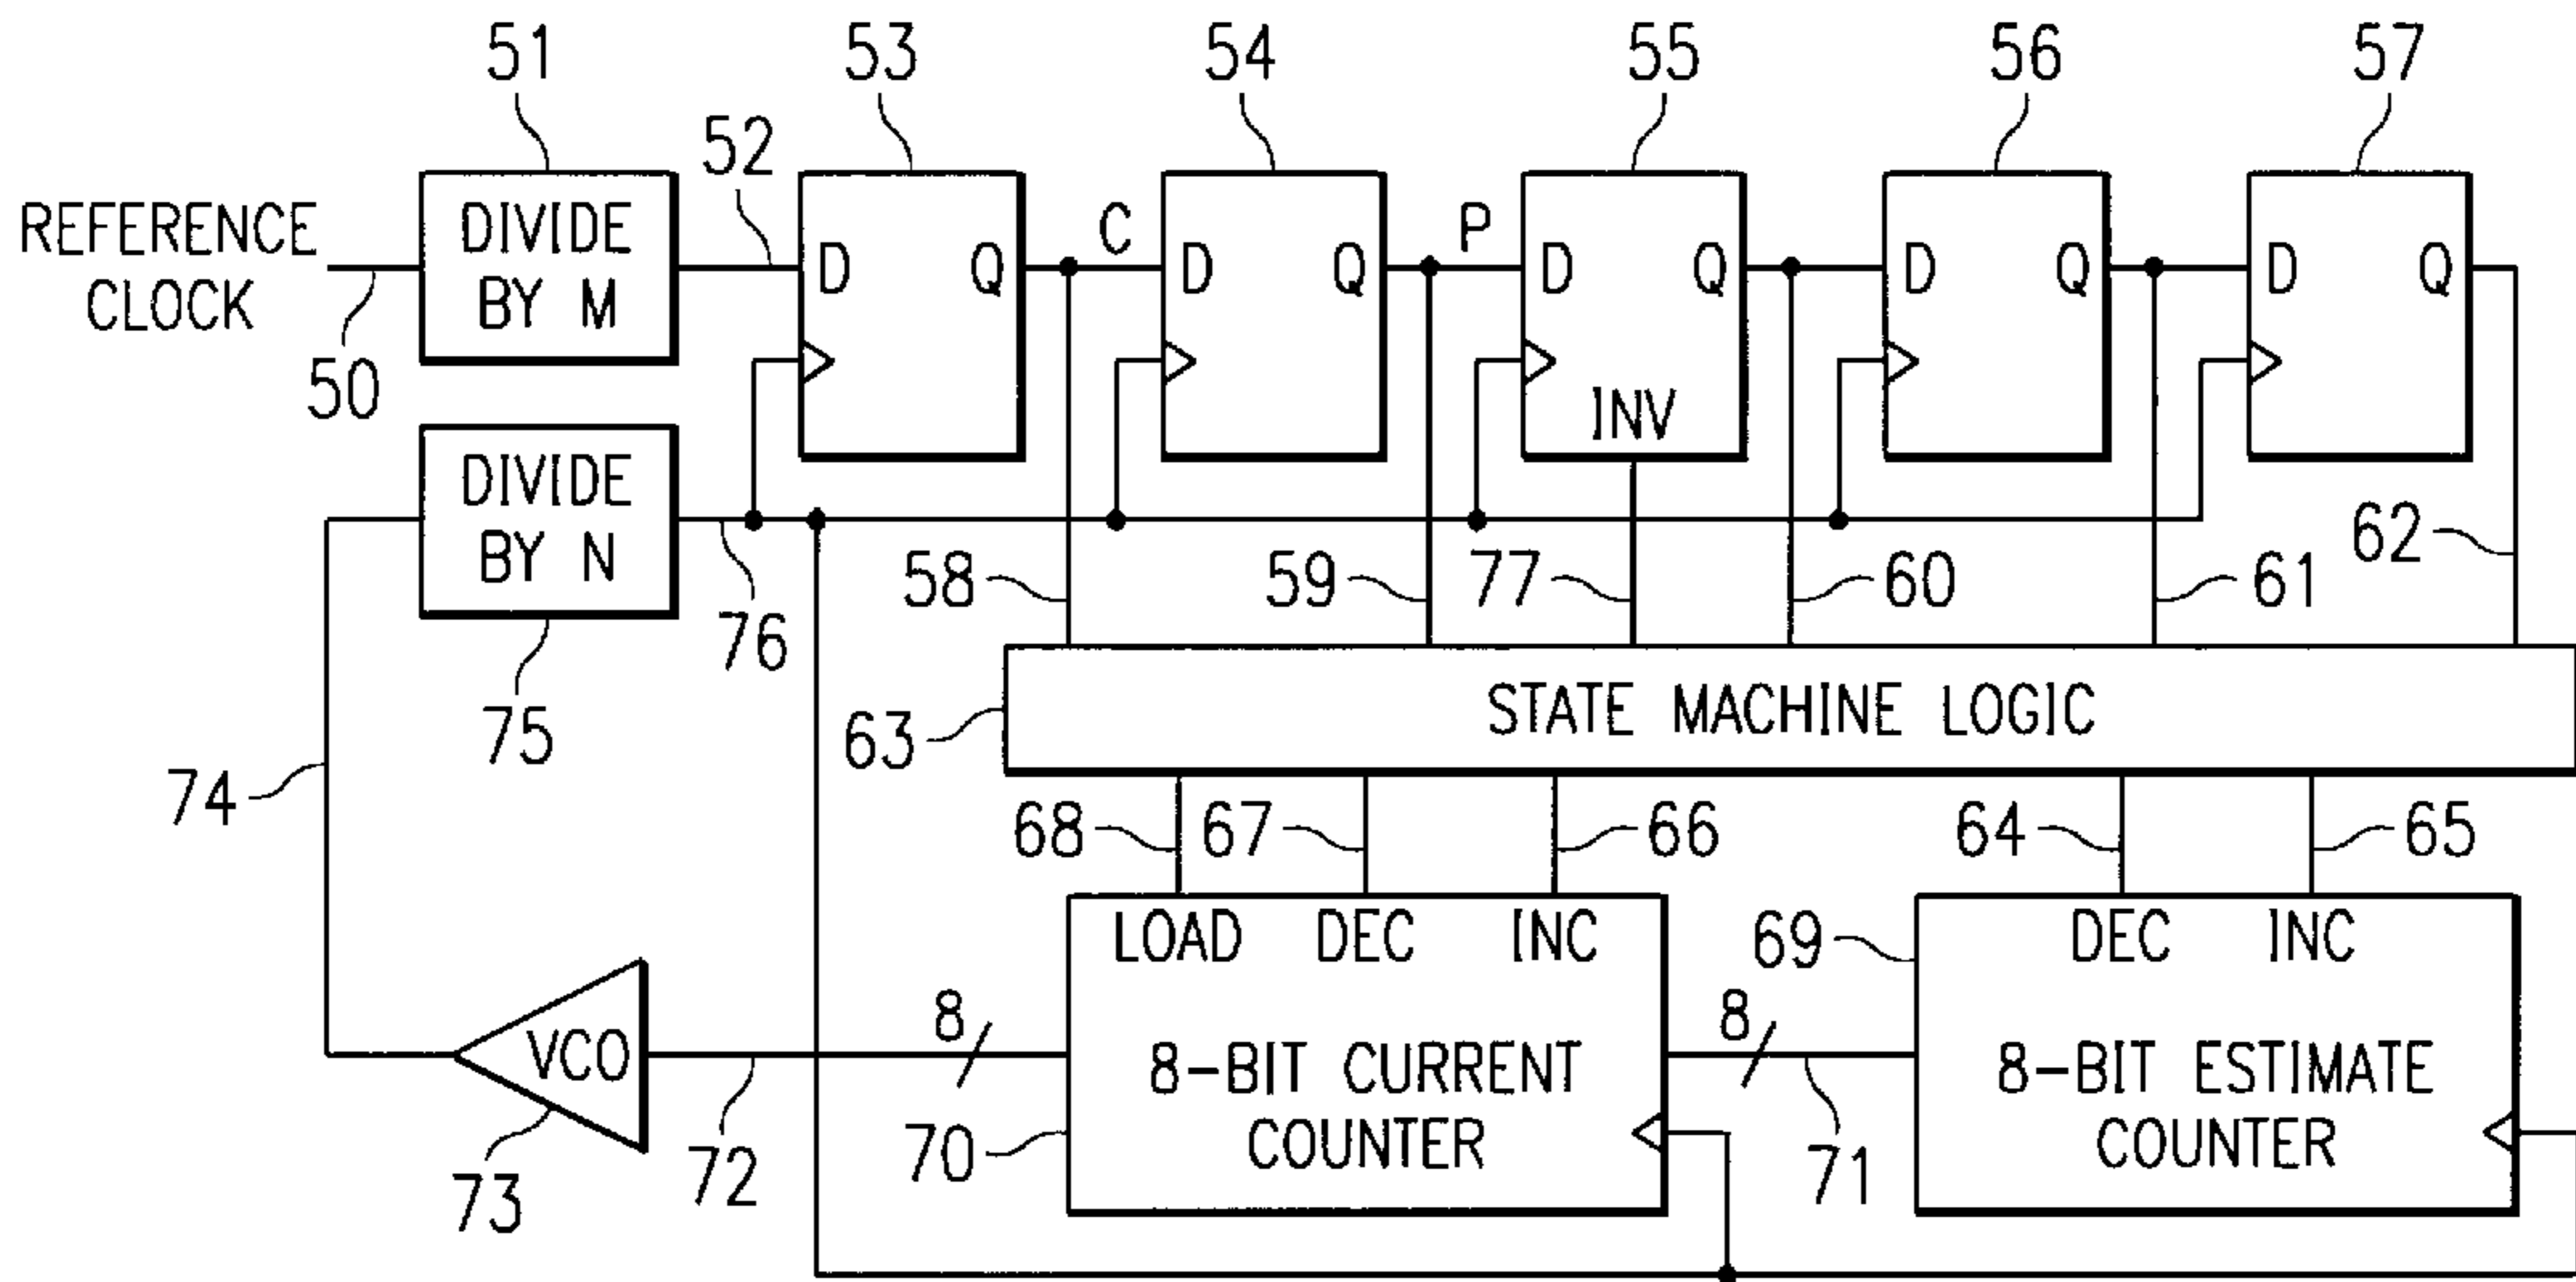 51
53
54
55
56
57
52
REFERENCE
CLOCK
50
DIVIDE
BY M
D Q
C
D Q
P
D Q
INV
D Q
D Q
DIVIDE
BY N
75
76
74
58
59
77
60
61
62
63
STATE MACHINE LOGIC
68
67
66
64
65
LOAD DEC INC
8-BIT CURRENT
COUNTER
70
69
DEC INC
8-BIT ESTIMATE
COUNTER
8
71
8
72
VCO
73